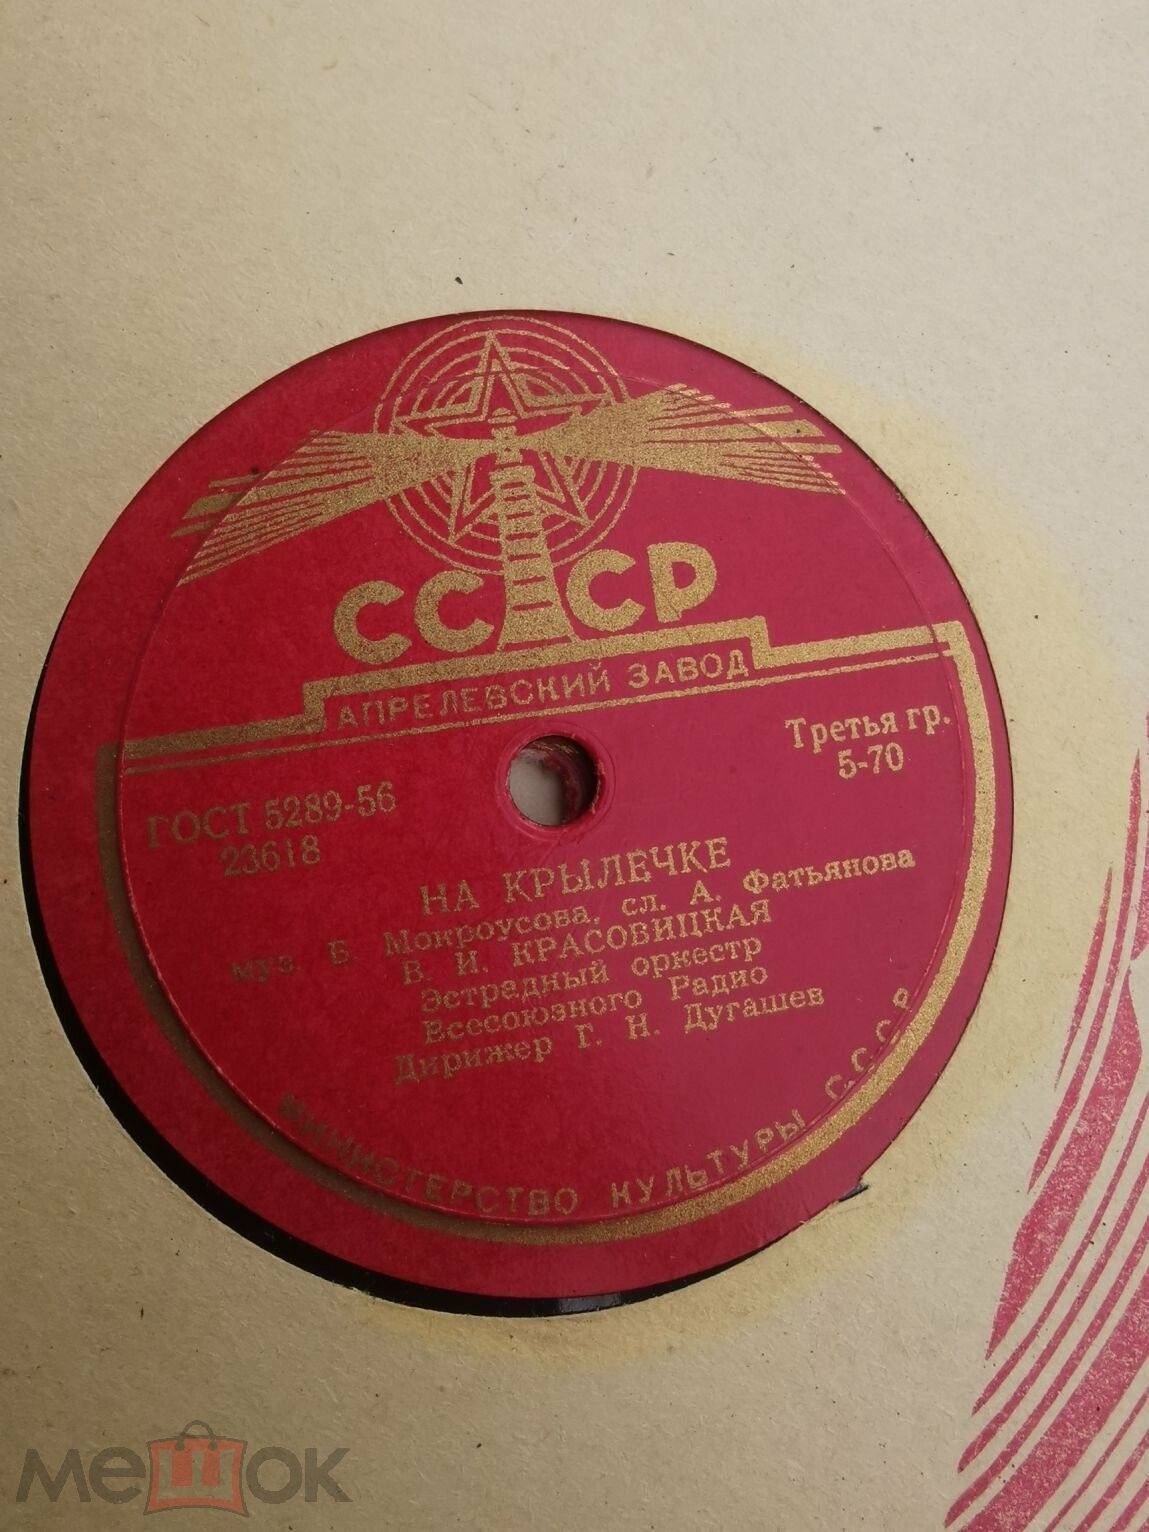 СССР
АПРЕЛЕВСКИЙ ЗАВОД
Третья гр.
5-70
ГОСТ 5289-56
23618
НА КРЫЛЕЧКЕ
муз. Б. Мокроусова, сл. А. Фатьянова
В. И. КРАСОВИЦКАЯ
Эстрадный оркестр
Всесоюзного Радио
Дирижер Г. Н. Дугашев
МИНИСТЕРСТВО КУЛЬТУРЫ С.С.С.Р
мешок